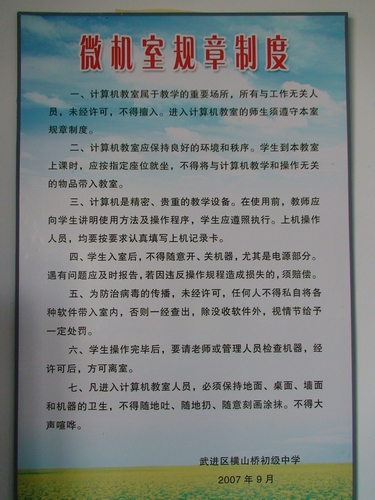 微机室规章制度
一、计算机教室属于教学的重要场所，所有与工作无关人
员，未经许可，不得擅入。进入计算机教室的师生须遵守本室
规章制度。
二、计算机教室应保持良好的环境和秩序。学生到本教室
上课时，应按指定座位就坐，不得将与计算机教学和操作无关
的物品带入教室。
三、计算机是精密、贵重的教学设备。在使用前，教师应
向学生讲明使用方法及操作程序，学生应遵照执行。上机操作
人员，均要按要求认真填写上机记录卡。
四、学生入室后，不得随意开、关机器，尤其是电源部分。
遇有问题应及时报告，若因违反操作规程造成损失的，须赔偿。
五、为防治病毒的传播，未经许可，任何人不得私自将各
种软件带入室内，否则一经查出，除没收软件外，视情节给予
一定处罚。
六、学生操作完毕后，要请老师或管理人员检查机器，经
许可后，方可离室。
七、凡进入计算机教室人员，必须保持地面、桌面、墙面
和机器的卫生，不得随地吐、随地扔、随意刻画涂抹。不得大
声喧哗。
武进区横山桥初级中学
2007 年 9 月